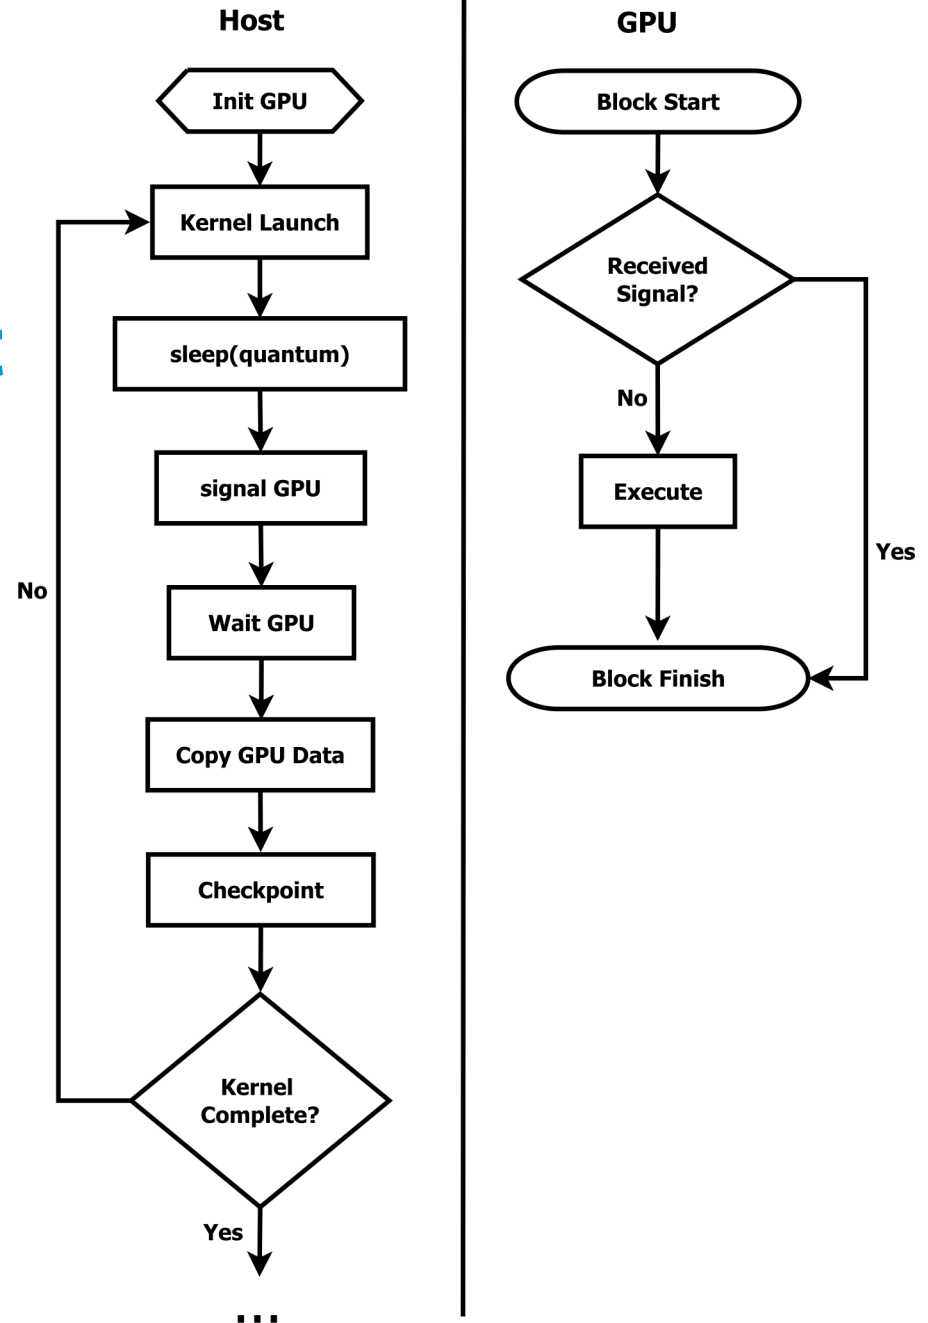 Host
Init GPU
Kernel Launch
sleep(quantum)
signal GPU
No
Wait GPU
Copy GPU Data
Checkpoint
Kernel
Complete?
Yes
...
GPU
Block Start
Received
Signal?
No
Execute
Yes
Block Finish